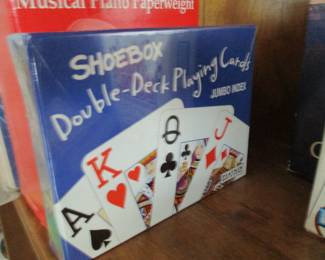 Musical Piano Paperweight
SHOEBOX
Double-Deck Playing Cards
JUMBO INDEX
A
K
Q
J